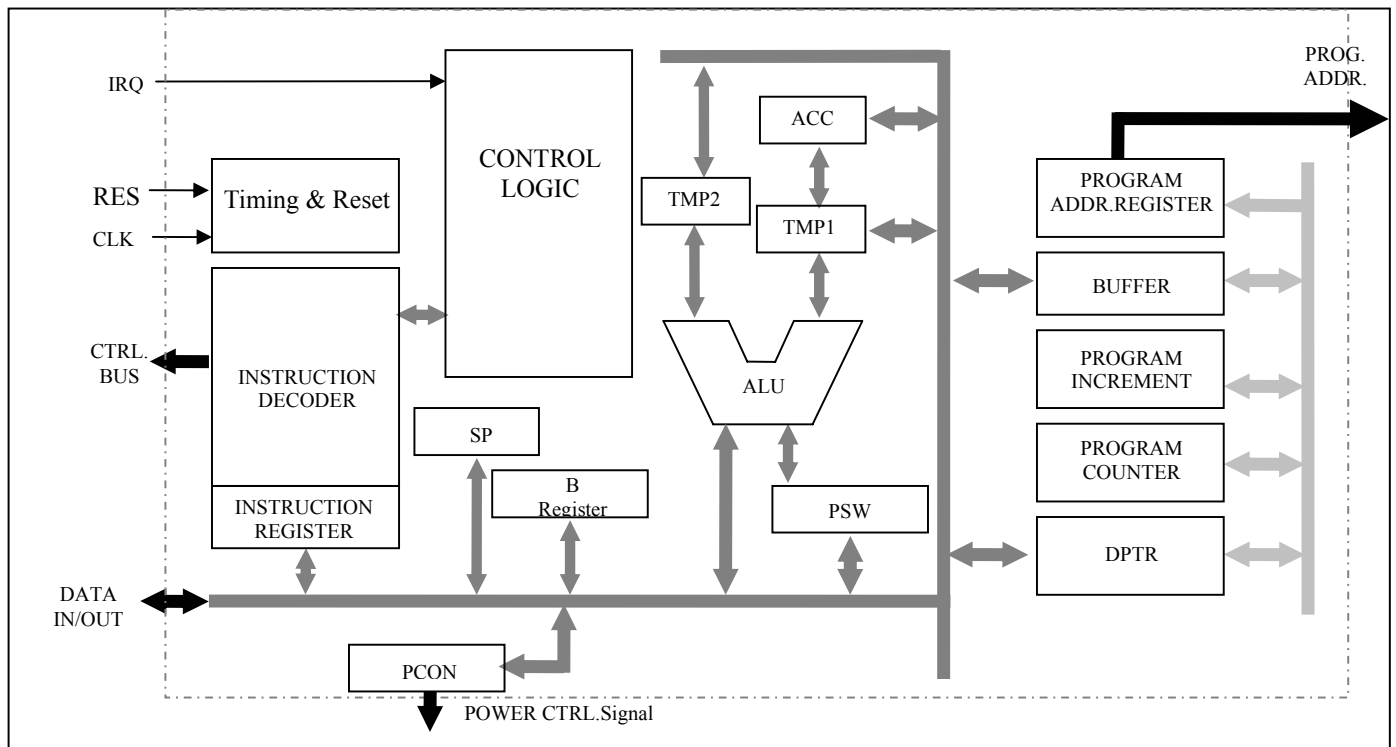 IRQ
RES
CLK
Timing & Reset
CONTROL
LOGIC
CTRL.
BUS
INSTRUCTION
DECODER
INSTRUCTION
REGISTER
DATA
IN/OUT
SP
B
Register
PCON
POWER CTRL.Signal
ACC
TMP2
TMP1
ALU
PSW
PROG.
ADDR.
PROGRAM
ADDR.REGISTER
BUFFER
PROGRAM
INCREMENT
PROGRAM
COUNTER
DPTR